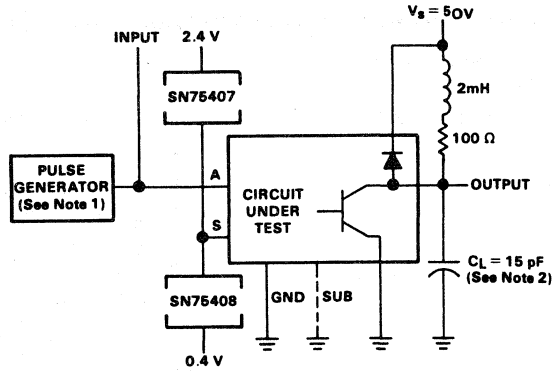 Vs = 50V
INPUT 2.4 V
SN75407
2mH
100 Ω
PULSE
GENERATOR
(See Note 1)
A
CIRCUIT
UNDER
TEST
OUTPUT
S
CL = 15 pF
(See Note 2)
SN75408
GND SUB
0.4 V